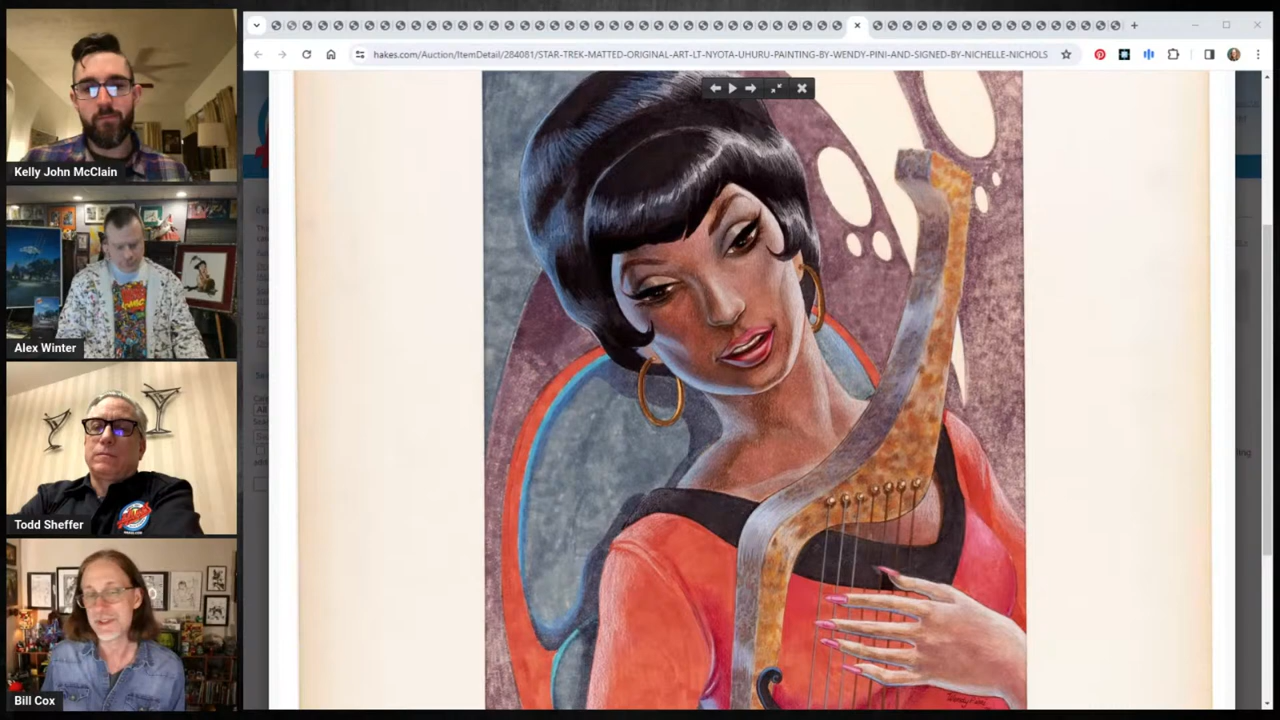 Kelly John McClain
Alex Winter
Todd Sheffer
Bill Cox
hakes.com/Auction/ItemDetail/284081/STAR-TREK-MATTED-ORIGINAL-ART-LT-NYOTA-UHURU-PAINTING-BY-WENDY-PINI-AND-SIGNED-BY-NICHELLE-NICHOLS